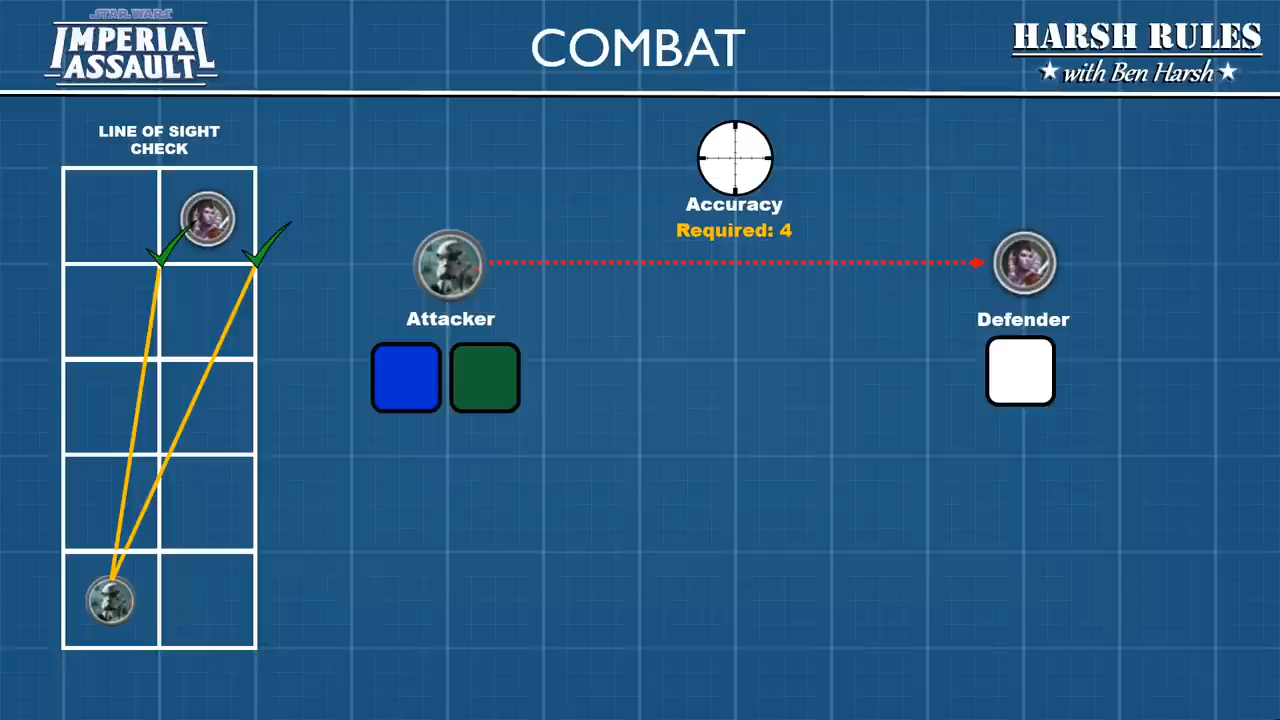 STAR WARS
IMPERIAL
ASSAULT
COMBAT
HARSH RULES
with Ben Harsh
LINE OF SIGHT
CHECK
Accuracy
Required: 4
Attacker
Defender